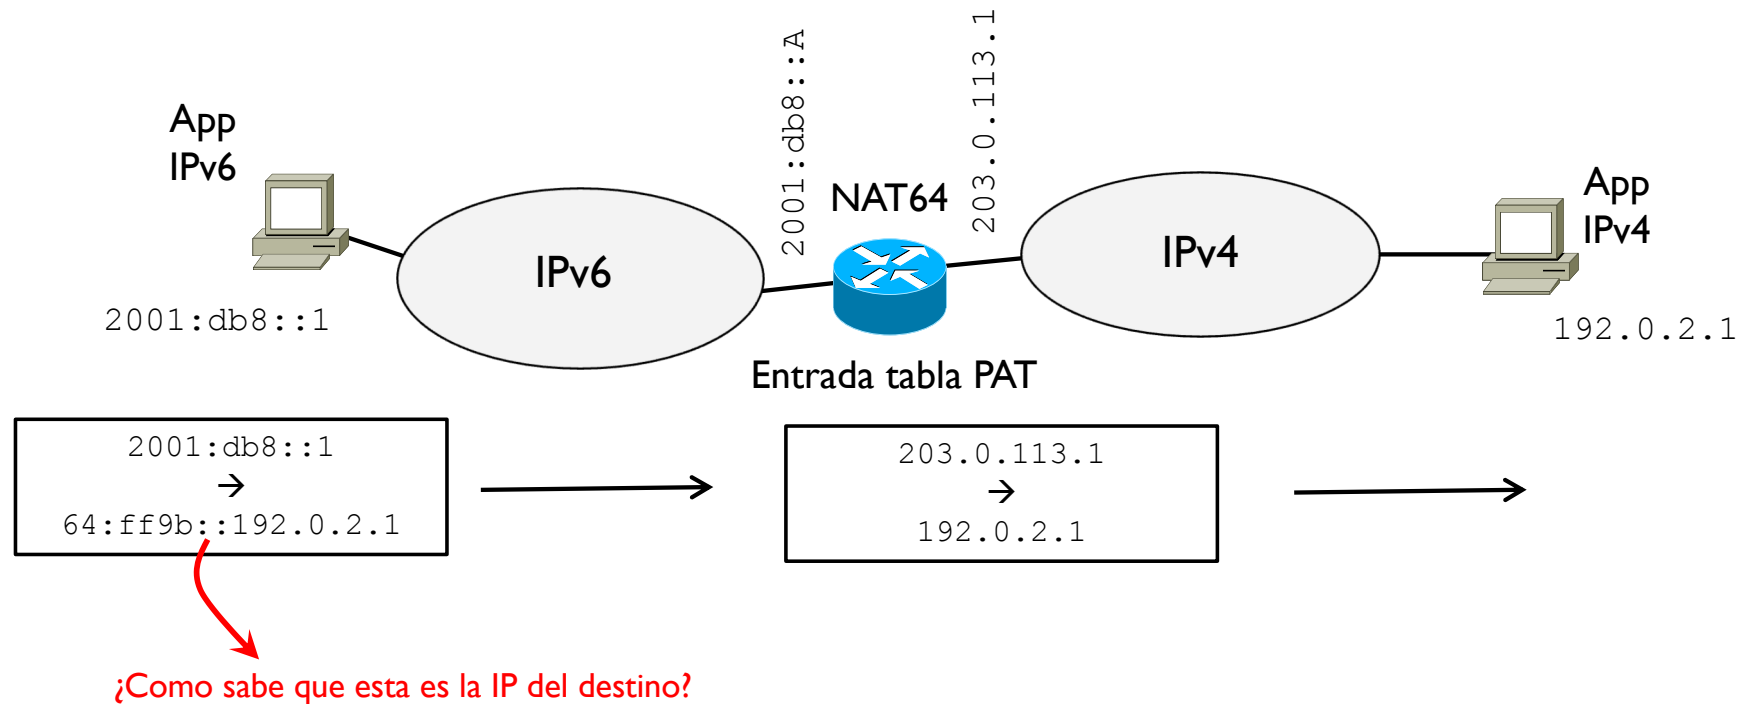 App
IPv6
2001:db8::1
IPv6
2001:db8::A
NAT64
203.0.113.1
IPv4
App
IPv4
192.0.2.1
Entrada tabla PAT
2001:db8::1
→
64:ff9b::192.0.2.1
203.0.113.1
→
192.0.2.1
¿Como sabe que esta es la IP del destino?